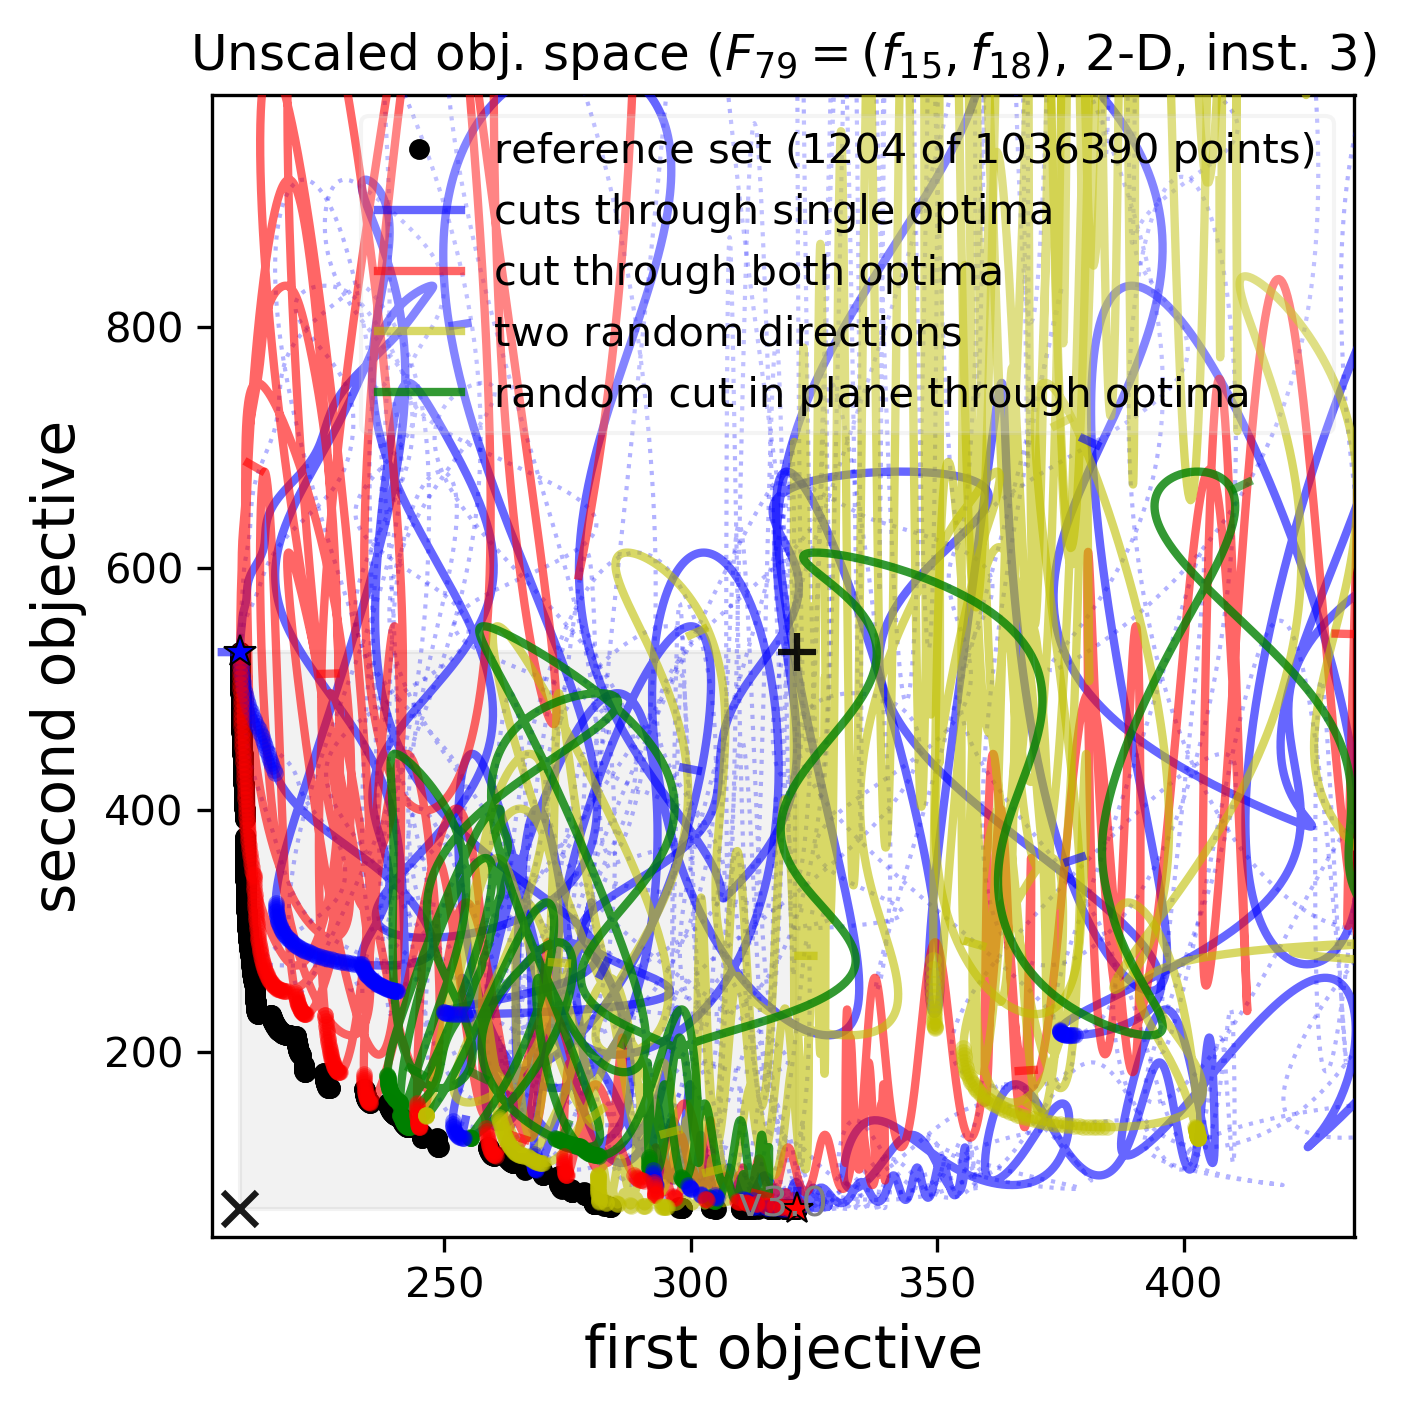 Unscaled obj. space (F₇₉ = (f₁₅, f₁₈), 2-D, inst. 3)
reference set (1204 of 1036390 points)
cuts through single optima
cut through both optima
two random directions
random cut in plane through optima
800
600
400
200
second objective
v3.0
250 300 350 400
first objective